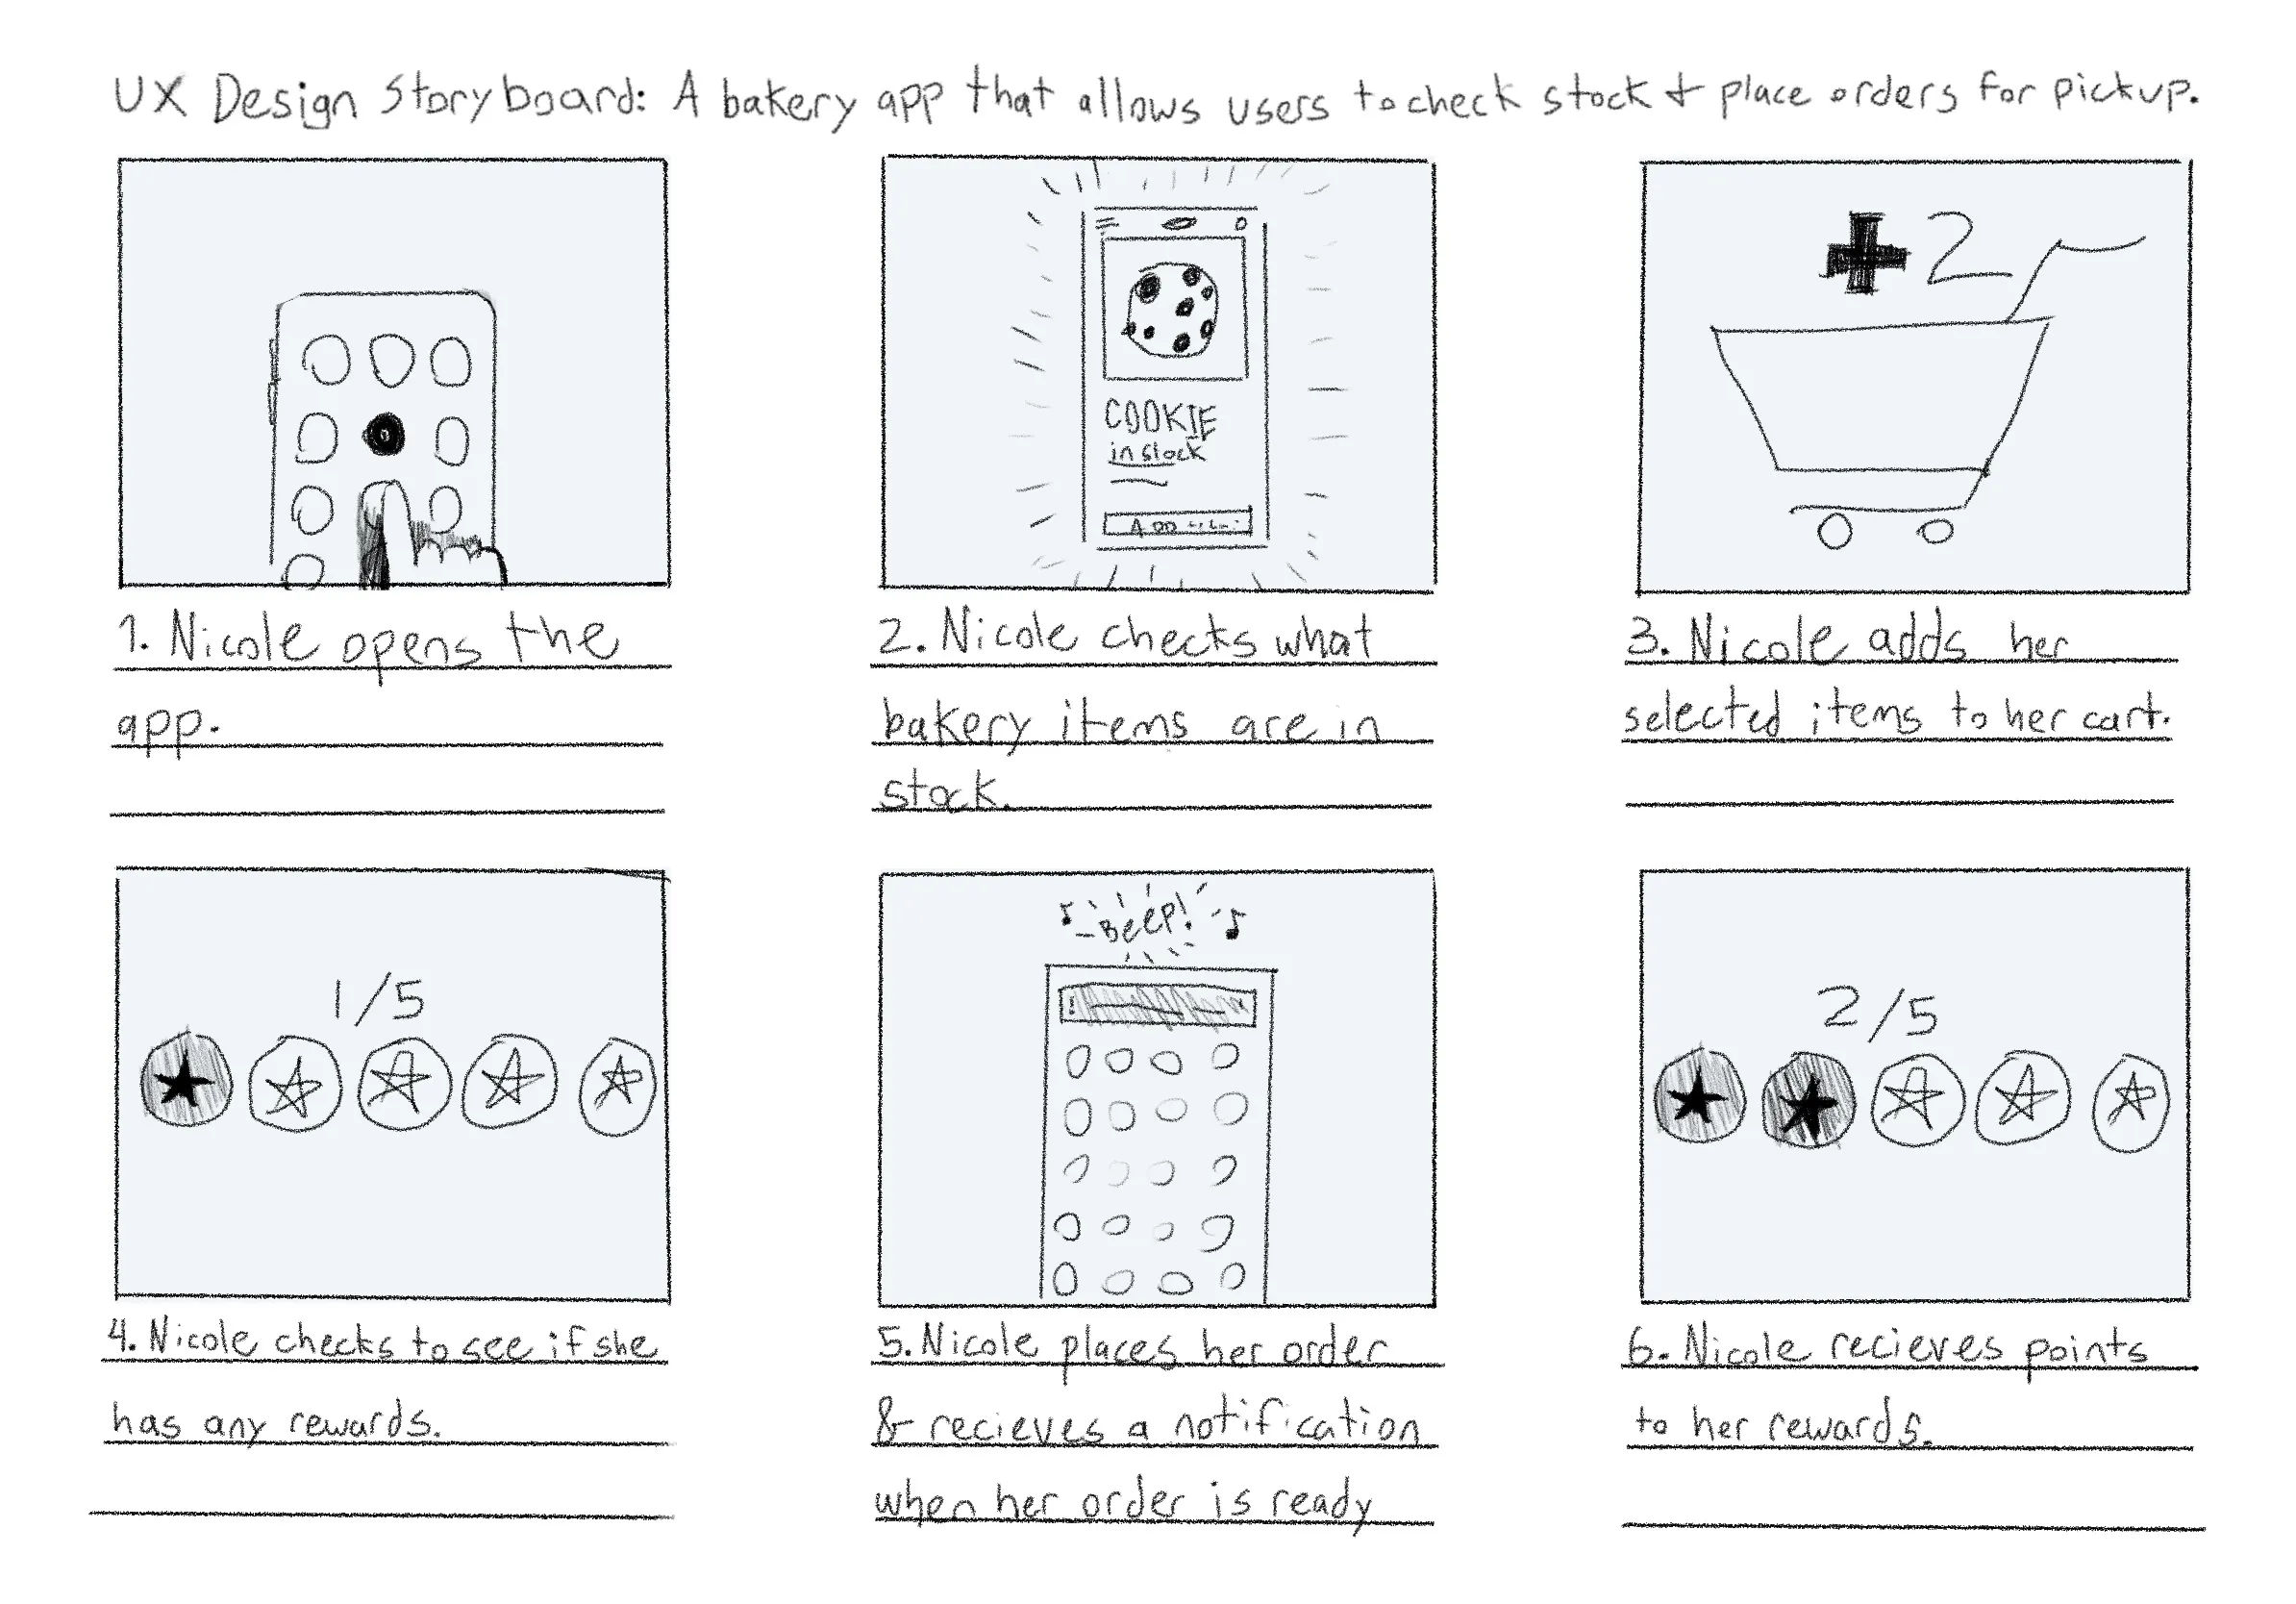 UX Design Storyboard: A bakery app that allows users to check stock + place orders for pickup.
COOKIE
in stock
ADD
+2
1. Nicole opens the
app.
2. Nicole checks what
bakery items are in
stock.
3. Nicole adds her
selected items to her cart.
1/5
BEEP!
!
2/5
4. Nicole checks to see if she
has any rewards.
5. Nicole places her order
& recieves a notification
when her order is ready
6. Nicole recieves points
to her rewards.